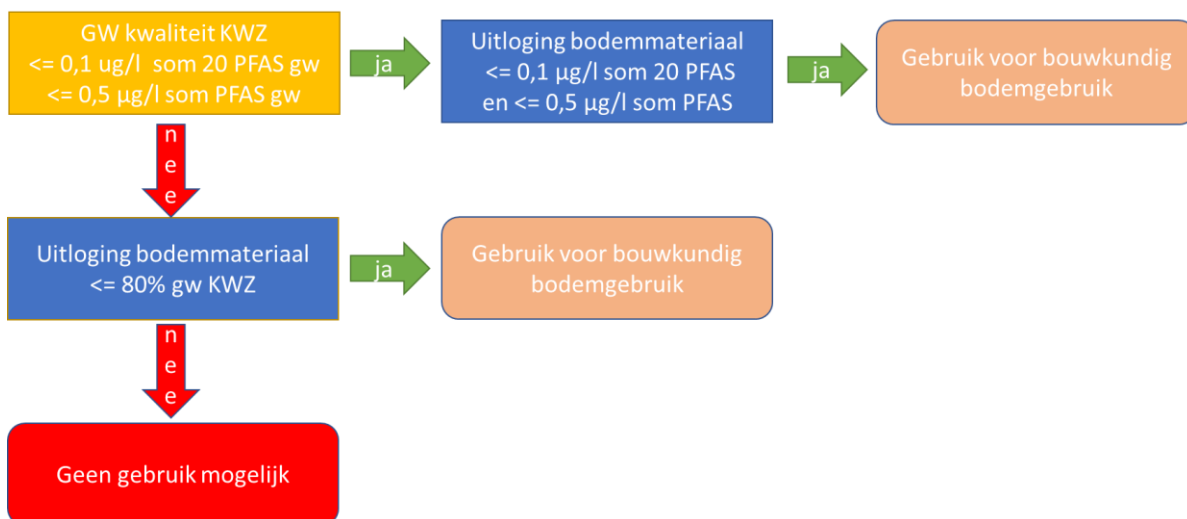 GW kwaliteit KWZ
<= 0,1 ug/l som 20 PFAS gw
<= 0,5 µg/l som PFAS gw
ja
Uitloging bodemmateriaal
<= 0,1 µg/l som 20 PFAS
en <= 0,5 µg/l som PFAS
ja
Gebruik voor bouwkundig
bodemgebruik
n
e
e
Uitloging bodemmateriaal
<= 80% gw KWZ
ja
Gebruik voor bouwkundig
bodemgebruik
n
e
e
Geen gebruik mogelijk